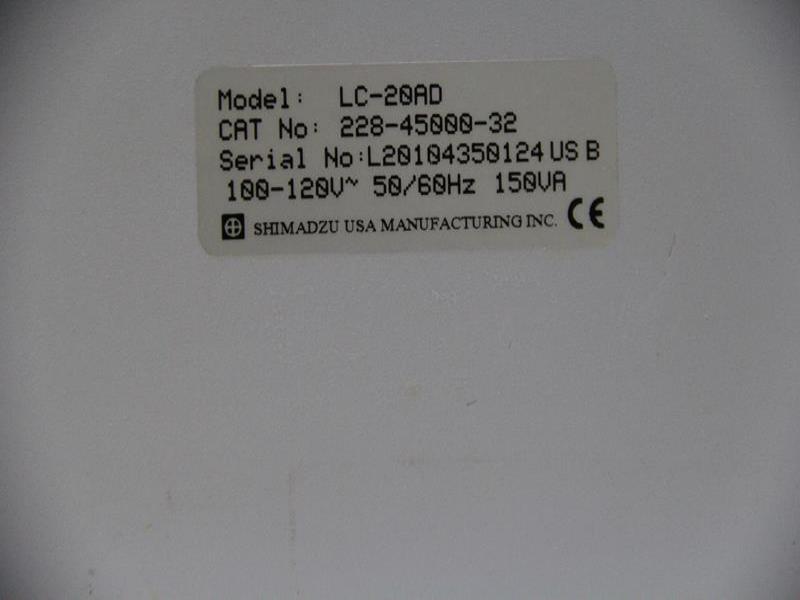 Model: LC-20AD
CAT No: 228-45000-32
Serial No:L20104350124 US B
100-120V~ 50/60Hz 150VA
SHIMADZU USA MANUFACTURING INC. CE